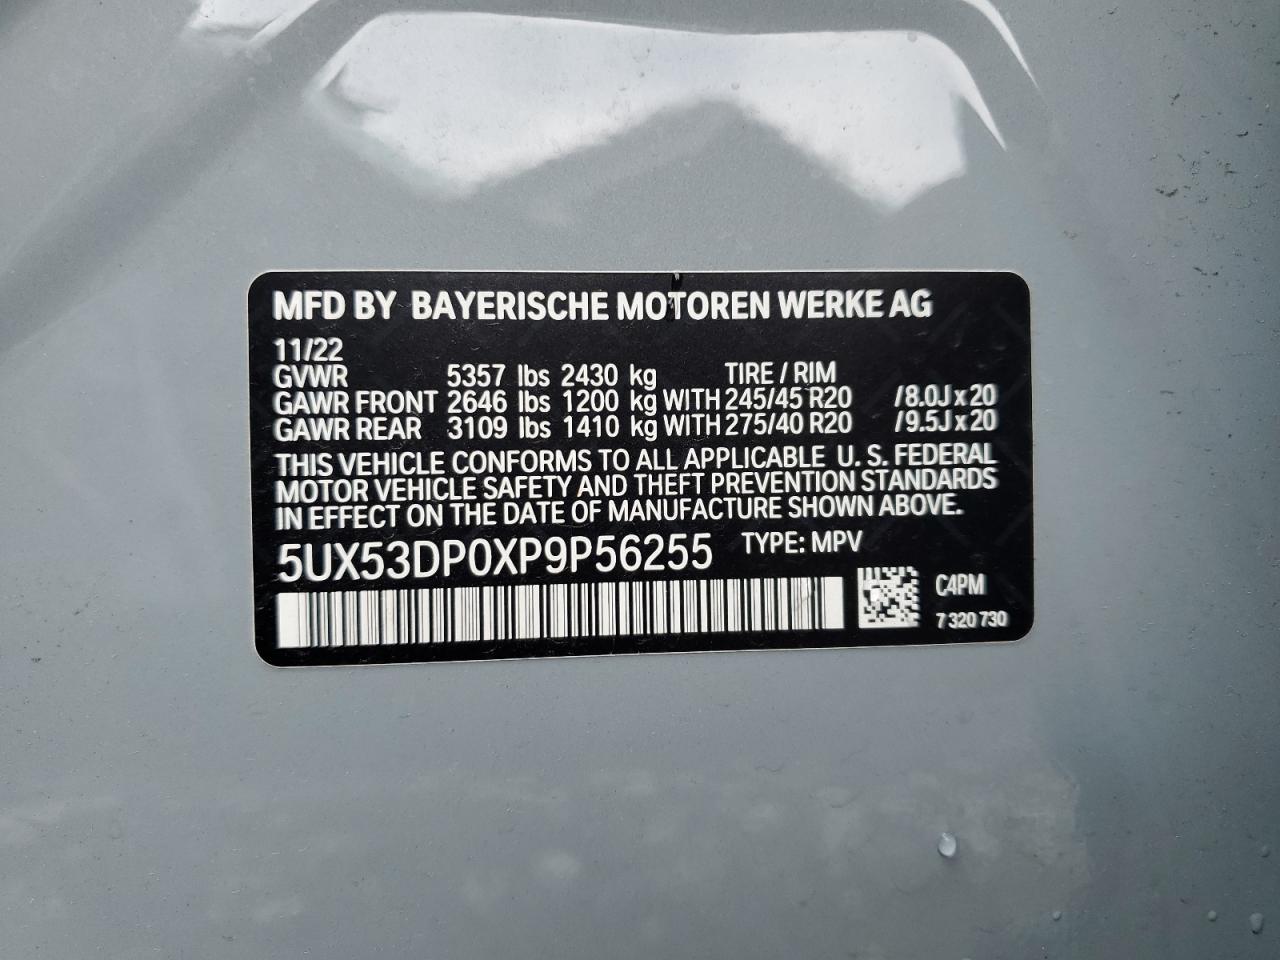 MFD BY BAYERISCHE MOTOREN WERKE AG
11/22
GVWR 5357 lbs 2430 kg TIRE / RIM
GAWR FRONT 2646 lbs 1200 kg WITH 245/45 R20 / 8.0J x 20
GAWR REAR 3109 lbs 1410 kg WITH 275/40 R20 / 9.5J x 20
THIS VEHICLE CONFORMS TO ALL APPLICABLE U. S. FEDERAL
MOTOR VEHICLE SAFETY AND THEFT PREVENTION STANDARDS
IN EFFECT ON THE DATE OF MANUFACTURE SHOWN ABOVE.
5UX53DP0XP9P56255 TYPE: MPV
C4PM
7 320 730